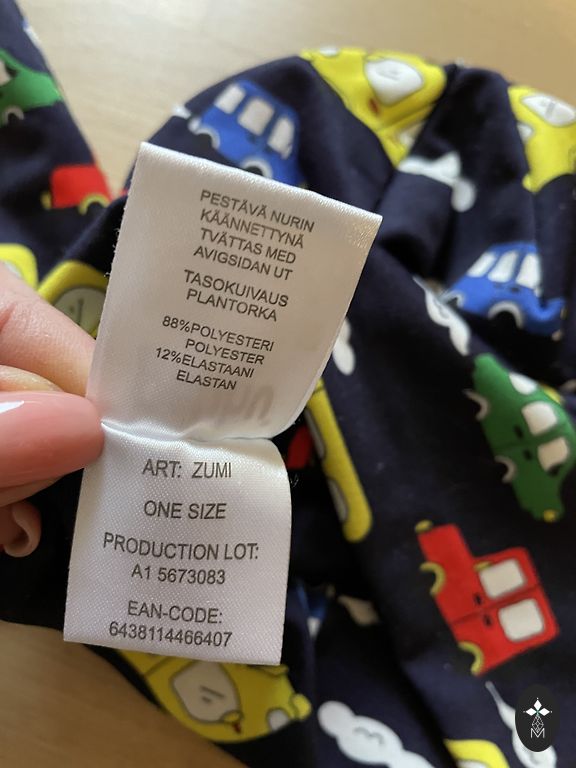 PESTÄVÄ NURIN
KÄÄNNETTYNÄ
TVÄTTAS MED
AVIGSIDAN UT
TASOKUIVAUS
PLANTORKA
88%POLYESTERI
POLYESTER
12%ELASTAANI
ELASTAN
ART: ZUMI
ONE SIZE
PRODUCTION LOT:
A1 5673083
EAN-CODE:
6438114466407
M